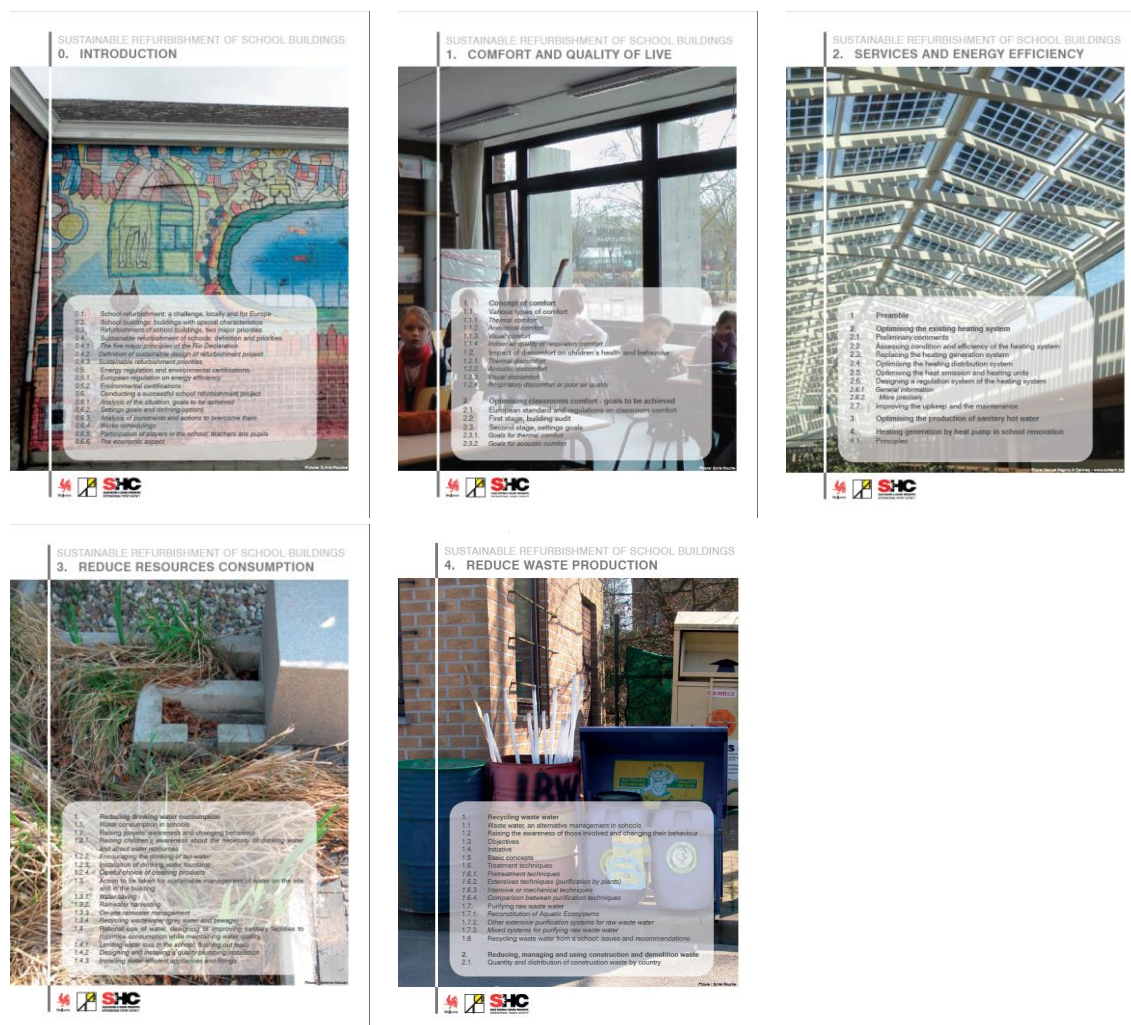 SUSTAINABLE REFURBISHMENT OF SCHOOL BUILDINGS
0. INTRODUCTION
0.1. School refurbishment: a challenge, locally and for Europe
0.2. School buildings: buildings with special characteristics
0.3. Refurbishment of school buildings, two major priorities
0.4. Sustainable refurbishment of schools: definition and priorities
0.4.1. The five major principles of the Rio Declaration
0.4.2. Definition of sustainable design of refurbishment project
0.4.3. Sustainable refurbishment priorities
0.5. Energy regulation and environmental certifications
0.5.1. European regulation on energy efficiency
0.5.2. Environmental certifications
0.6. Conducting a successful school refurbishment project
0.6.1. Analysis of the situation, goals to be achieved
0.6.2. Settings goals and defining options
0.6.3. Analysis of constraints and actions to overcome them
0.6.4. Works scheduling
0.6.5. Participation of players in the school: teachers and pupils
0.6.6. The economic aspect
Picture: Sylvie Rouche
SHC
SUSTAINABLE REFURBISHMENT OF SCHOOL BUILDINGS
1. COMFORT AND QUALITY OF LIVE
1. Concept of comfort
1.1. Various types of comfort
1.1.1. Thermal comfort
1.1.2. Acoustical comfort
1.1.3. Visual comfort
1.1.4. Indoor air quality or respiratory comfort
1.2. Impact of discomfort on children's health and behaviour
1.2.1. Thermal discomfort
1.2.2. Acoustic discomfort
1.2.3. Visual discomfort
1.2.4. Respiratory discomfort or poor air quality
2. Optimising classrooms comfort - goals to be achieved
2.1. European standard and regulations on classroom comfort
2.2. First stage, building audit
2.3. Second stage, settings goals
2.3.1. Goals for thermal comfort
2.3.2. Goals for acoustic comfort
Picture: Sylvie Rouche
SHC
SUSTAINABLE REFURBISHMENT OF SCHOOL BUILDINGS
2. SERVICES AND ENERGY EFFICIENCY
1. Preamble
2. Optimising the existing heating system
2.1. Preliminary comments
2.2. Assessing condition and efficiency of the heating system
2.3. Replacing the heating generation system
2.4. Optimising the heating distribution system
2.5. Optimising the heat emission and heating units
2.6. Designing a regulation system of the heating system
2.6.1 General information
2.6.2. More precisely
2.7. Improving the upkeep and the maintenance
3. Optimising the production of sanitary hot water
4. Heating generation by heat pump in school renovation
4.1. Principles
SHC
SUSTAINABLE REFURBISHMENT OF SCHOOL BUILDINGS
3. REDUCE RESOURCES CONSUMPTION
1. Reducing drinking water consumption
1.1. Water consumption in schools
1.2. Raising players' awareness and changing behaviour
1.2.1. Raising children's awareness about the necessity of drinking water
and about water resources
1.2.2. Encouraging the drinking of tap water
1.2.3. Installation of drinking water fountains
1.2.4. Careful choice of cleaning products
1.3. Action to be taken for sustainable management of water on the site
and in the building
1.3.1. Water saving
1.3.2. Rainwater harvesting
1.3.3. On-site rainwater management
1.3.4. Recycling wastewater (grey water and sewage)
1.4. Rational use of water, designing or improving sanitary facilities to
minimise consumption while maintaining water quality
1.4.1. Limiting water loss in the school: flushing out leaks
1.4.2. Designing and installing a quality plumbing installation
1.4.3. Installing water-efficient appliances and fittings
SHC
SUSTAINABLE REFURBISHMENT OF SCHOOL BUILDINGS
4. REDUCE WASTE PRODUCTION
IBW
1. Recycling waste water
1.1. Waste water, an alternative management in schools
1.2. Raising the awareness of those involved and changing their behaviour
1.3. Objectives
1.4. Initiative
1.5. Basic concepts
1.6. Treatment techniques
1.6.1. Pretreatment techniques
1.6.2. Extensives techniques (purification by plants)
1.6.3. Intensive or mechanical techniques
1.6.4. Comparison between purification techniques
1.7. Purifying raw waste water
1.7.1. Reconstitution of Aquatic Ecosystems
1.7.2. Other extensive purification systems for raw waste water
1.7.3. Mixed systems for purifying raw waste water
1.8. Recycling waste water from a school: issues and recommendations
2. Reducing, managing and using construction and demolition waste
2.1. Quantity and distribution of construction waste by country
Picture: Sylvie Rouche
SHC